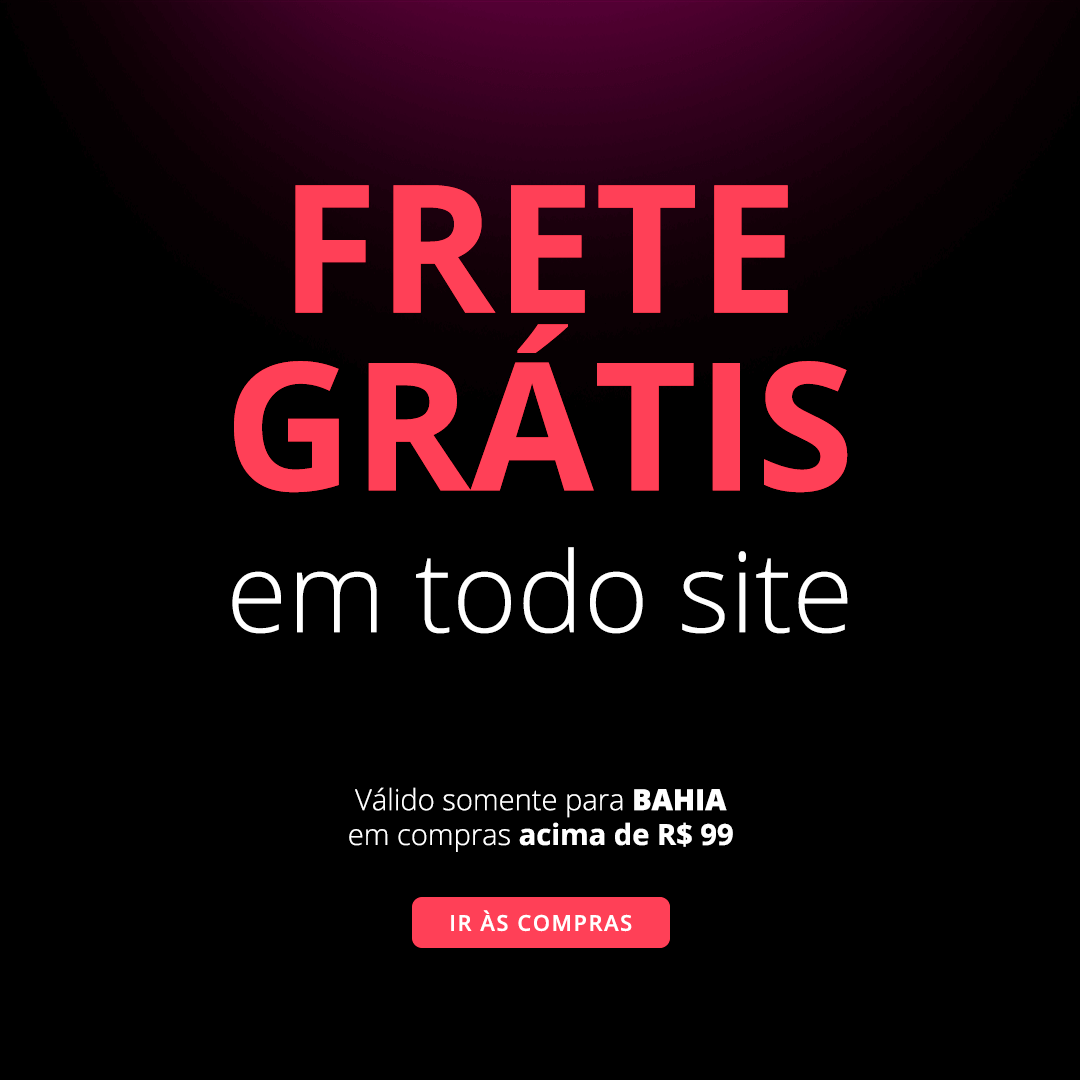 FRETE
GRÁTIS
em todo site
Válido somente para BAHIA
em compras acima de R$ 99
IR ÀS COMPRAS